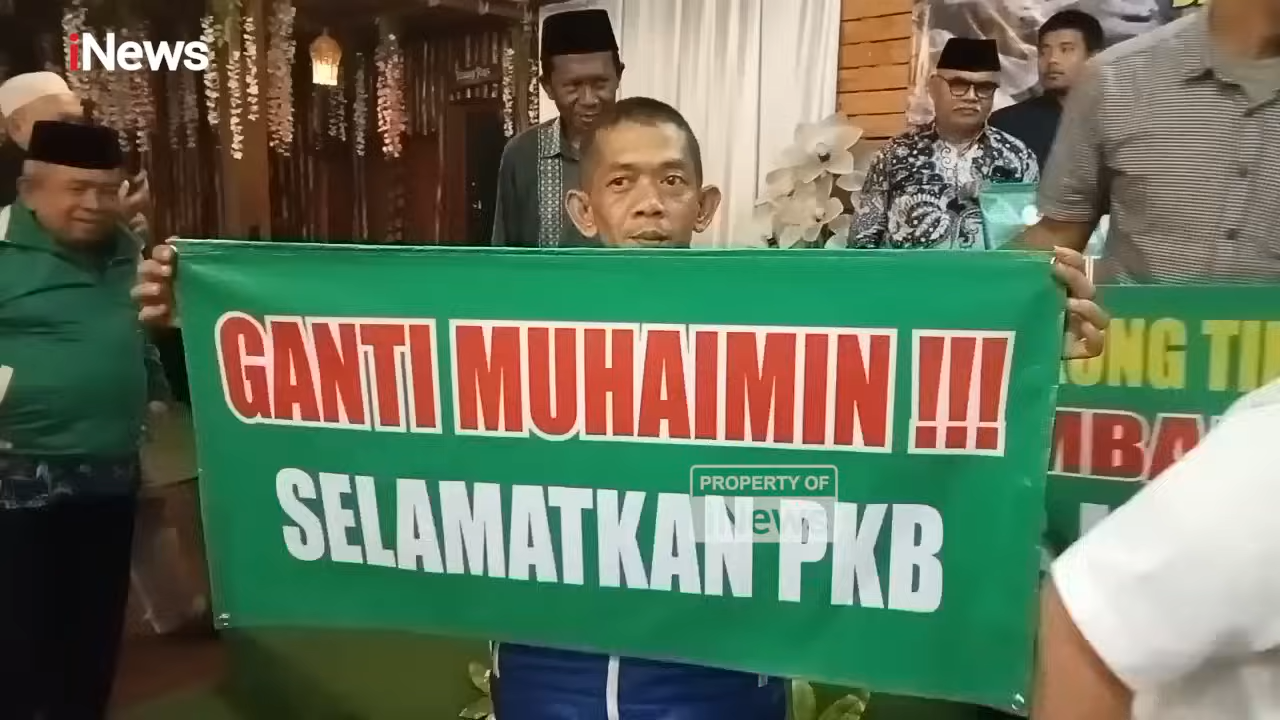 iNews
GANTI MUHAIMIN !!!
SELAMATKAN PKB
PROPERTY OF
iNews